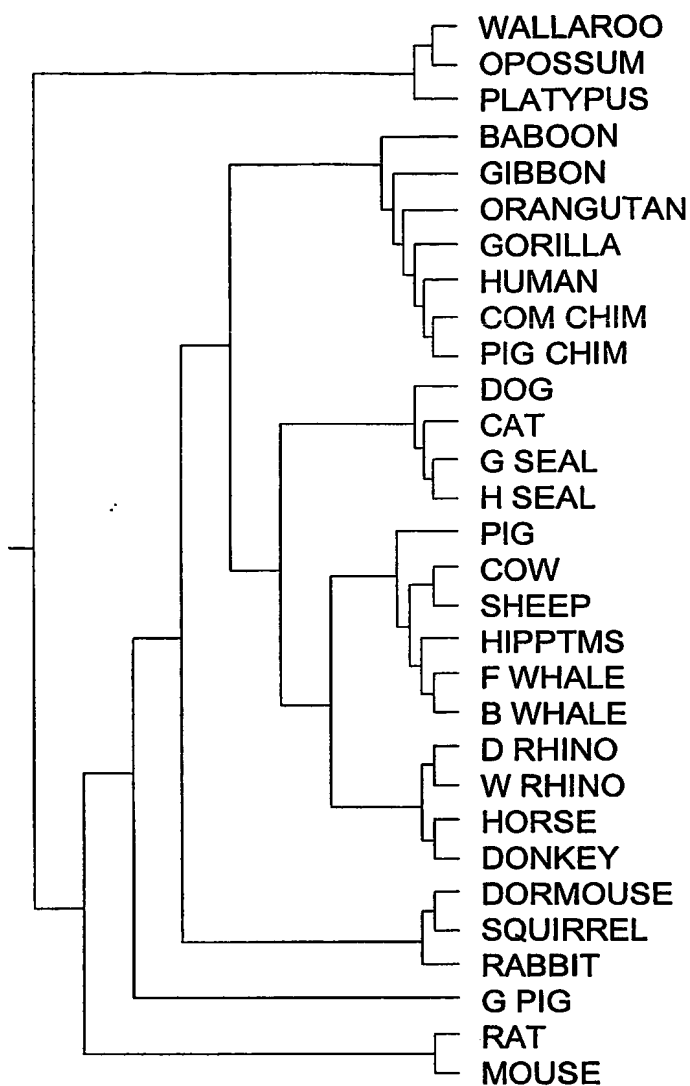 WALLAROO
OPOSSUM
PLATYPUS
BABOON
GIBBON
ORANGUTAN
GORILLA
HUMAN
COM CHIM
PIG CHIM
DOG
CAT
G SEAL
H SEAL
PIG
COW
SHEEP
HIPPTMS
F WHALE
B WHALE
D RHINO
W RHINO
HORSE
DONKEY
DORMOUSE
SQUIRREL
RABBIT
G PIG
RAT
MOUSE